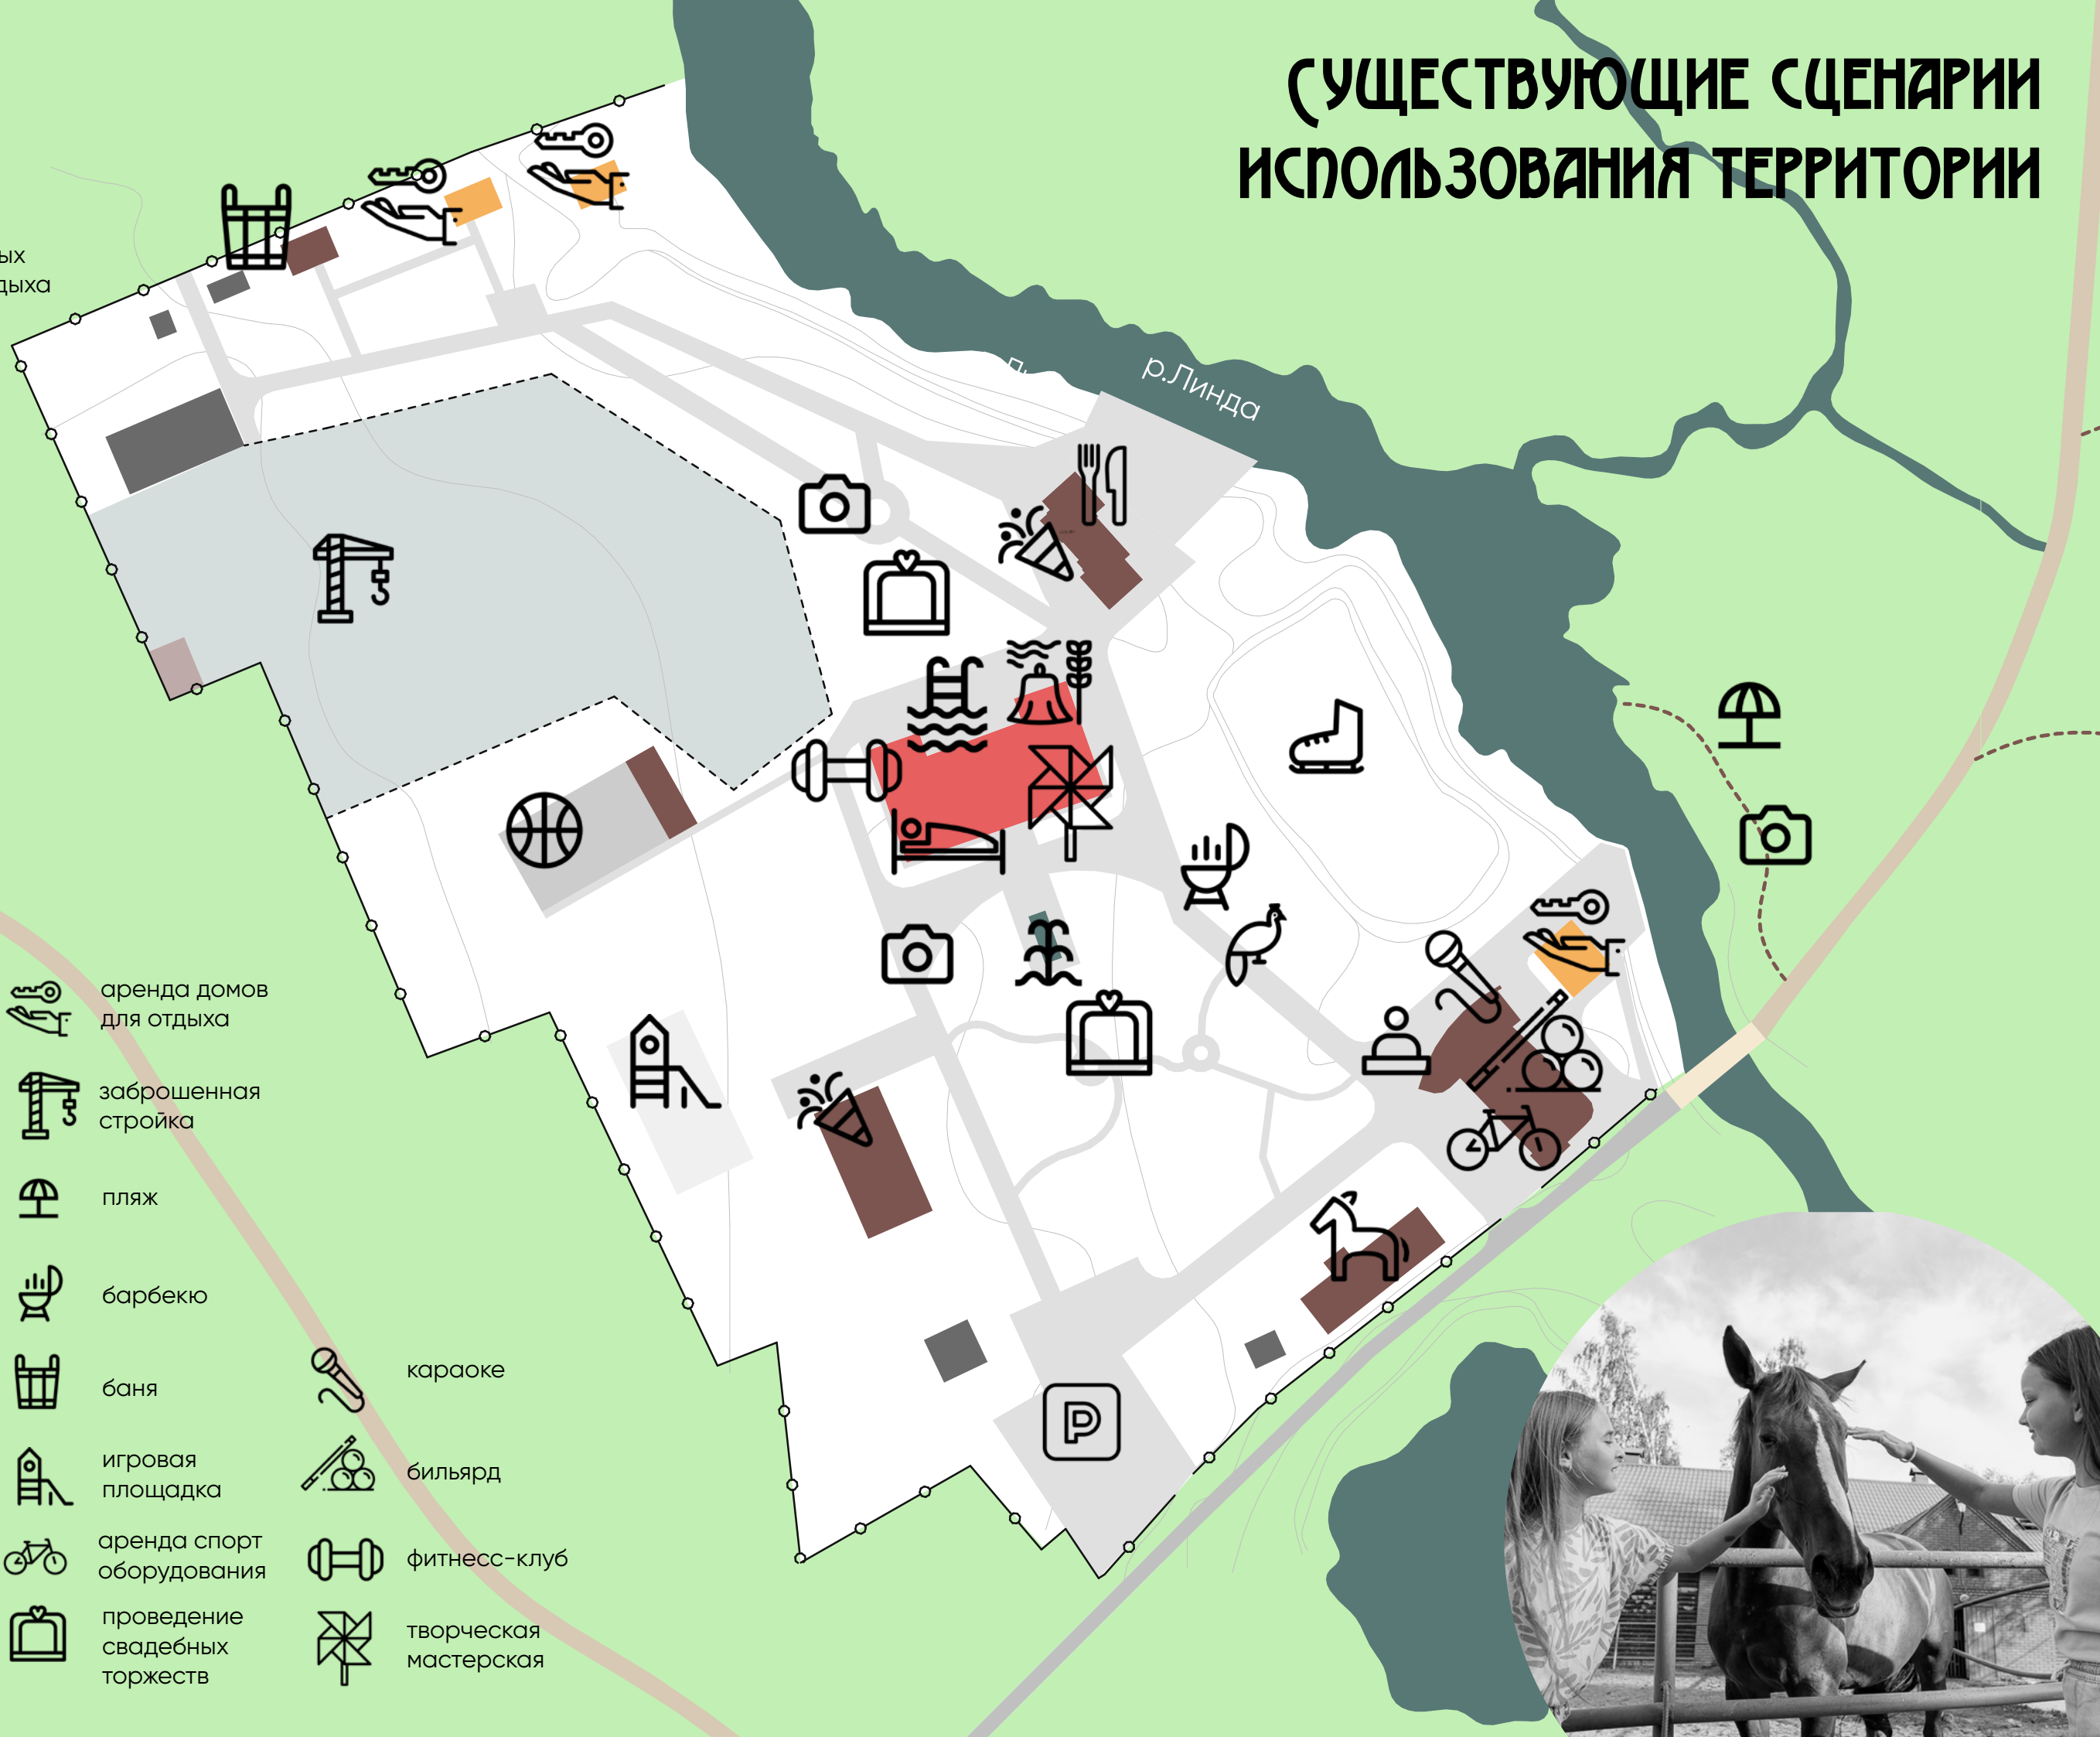 Существующие сценарии
использования территории
ых
дыха
р.Линда
аренда домов
для отдыха
заброшенная
стройка
пляж
барбекю
баня
игровая
площадка
аренда спорт
оборудования
проведение
свадебных
торжеств
караоке
бильярд
фитнесс-клуб
творческая
мастерская
P